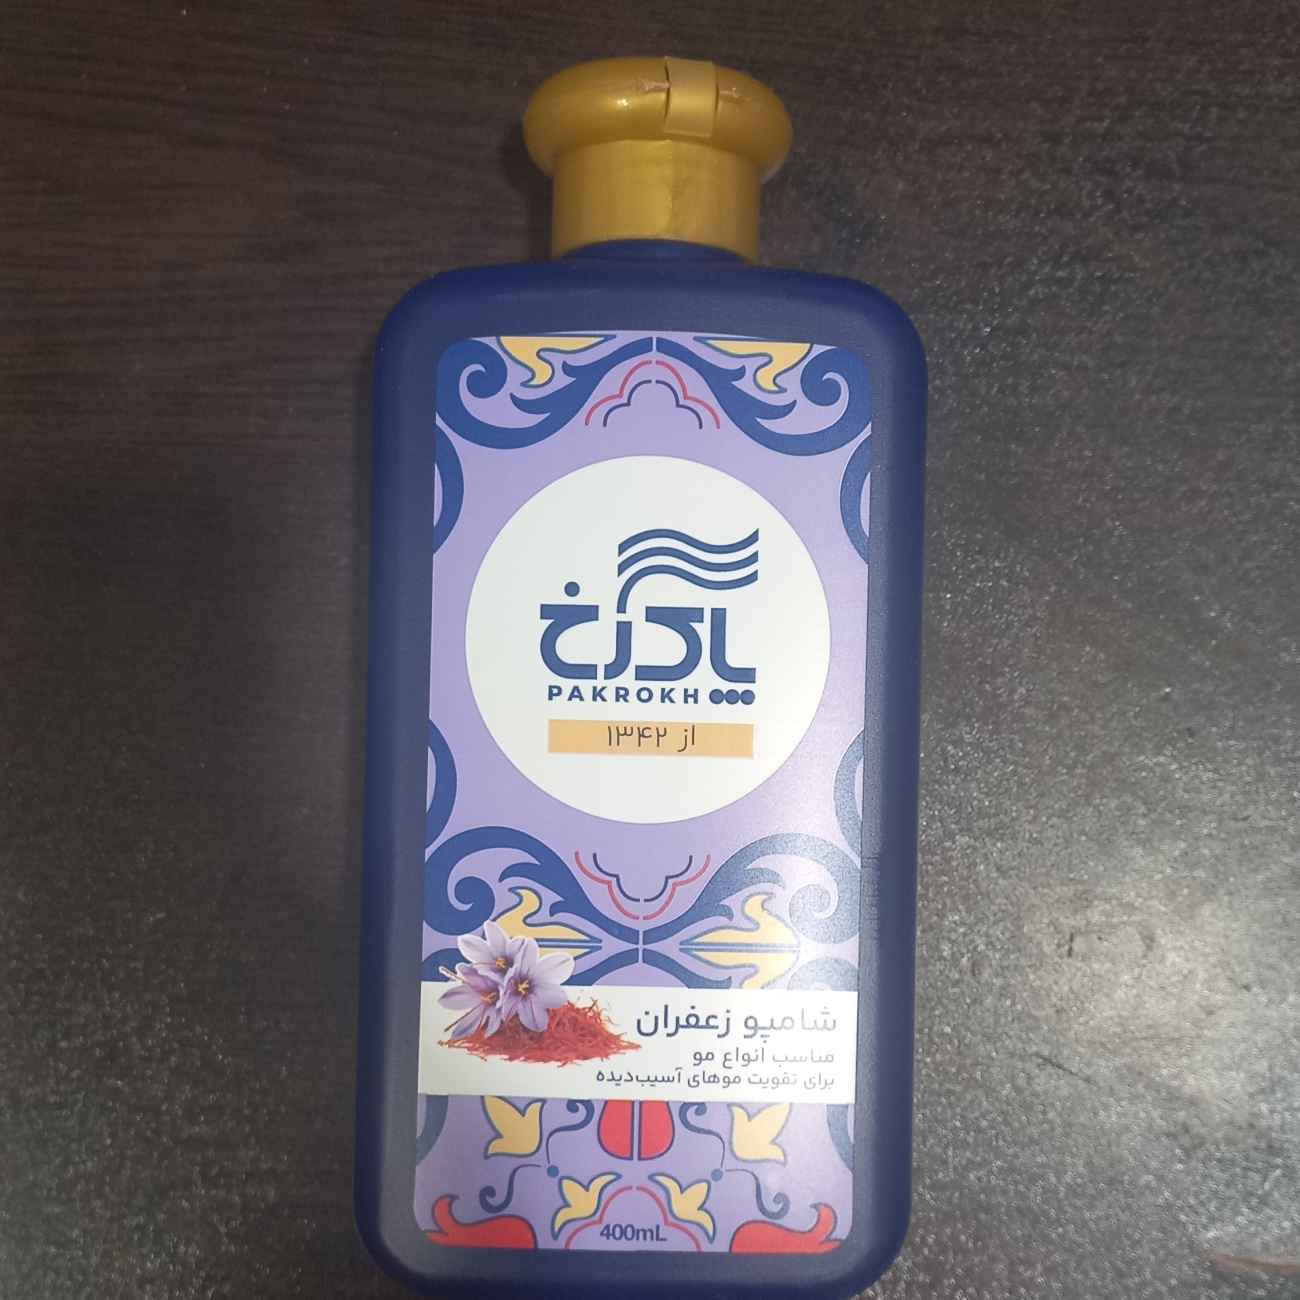 پاکرخ
PAKROKH
از ۱۳۴۲
شامپو زعفران
مناسب انواع مو
برای تقویت موهای آسیب‌دیده
400mL